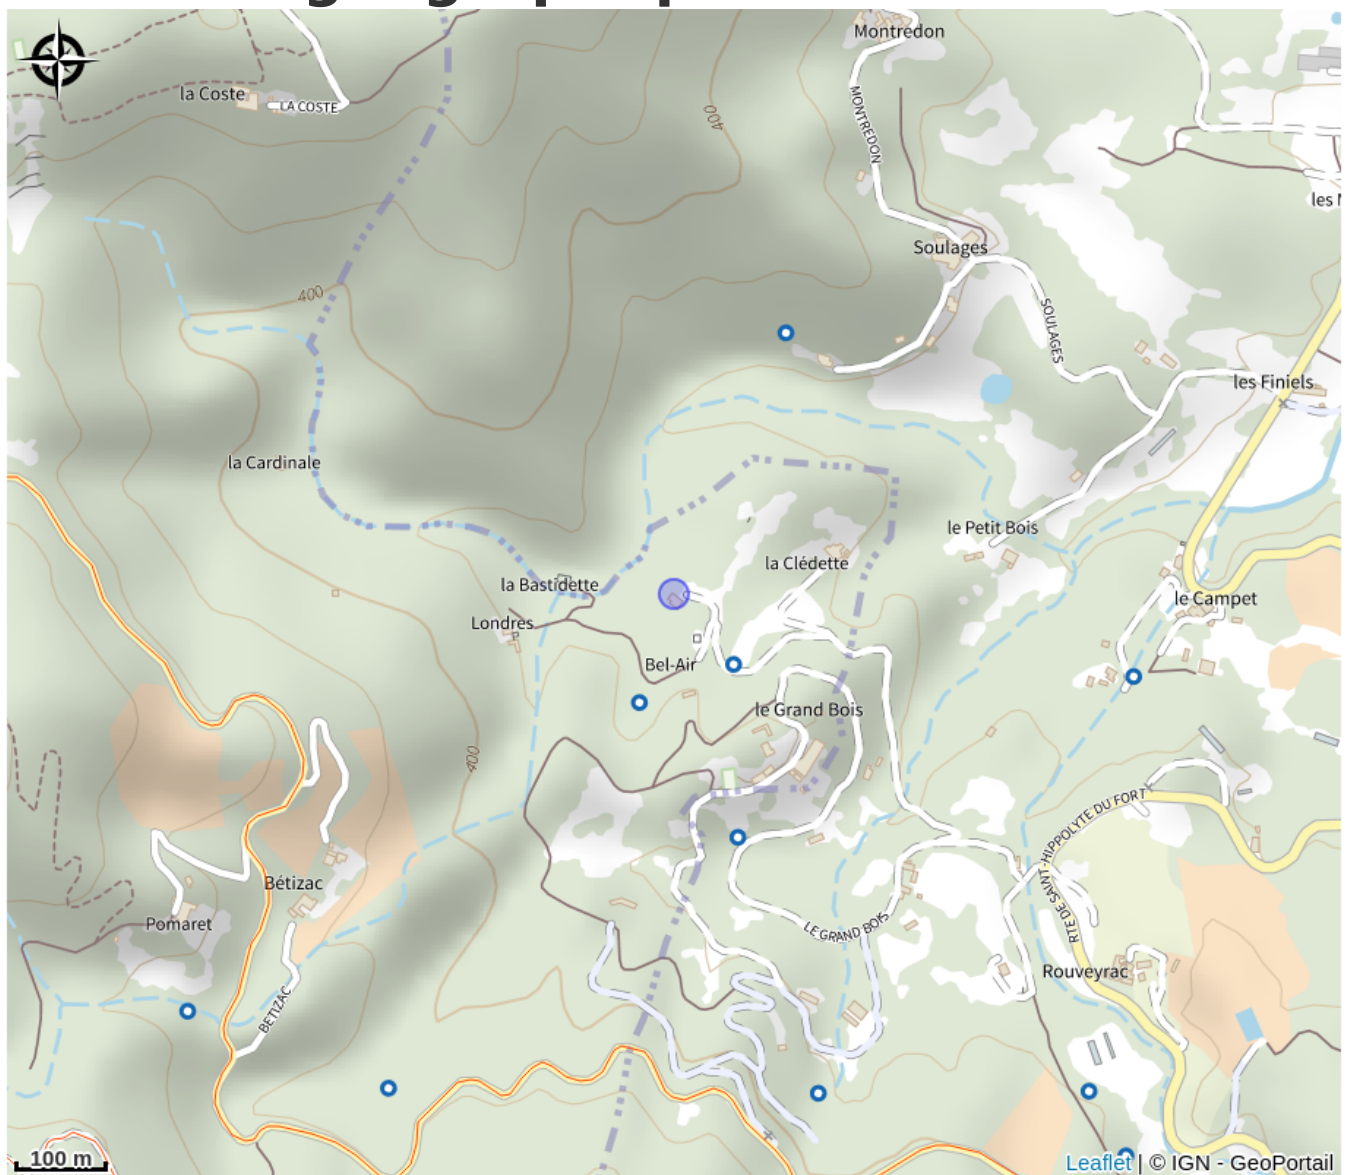 Montredon
la Coste
LA COSTE
400
MONTREDON
les
Soulages
400
SOULAGES
les Finiels
la Cardinale
le Petit Bois
la Clédette
la Bastidette
le Campet
Londres
Bel-Air
le Grand Bois
400
RTE DE SAINT-HIPPOLYTE DU FORT
Bétizac
Pomaret
LE GRAND BOIS
Rouveyrac
BETIZAC
100 m
Leaflet | © IGN - GeoPortail